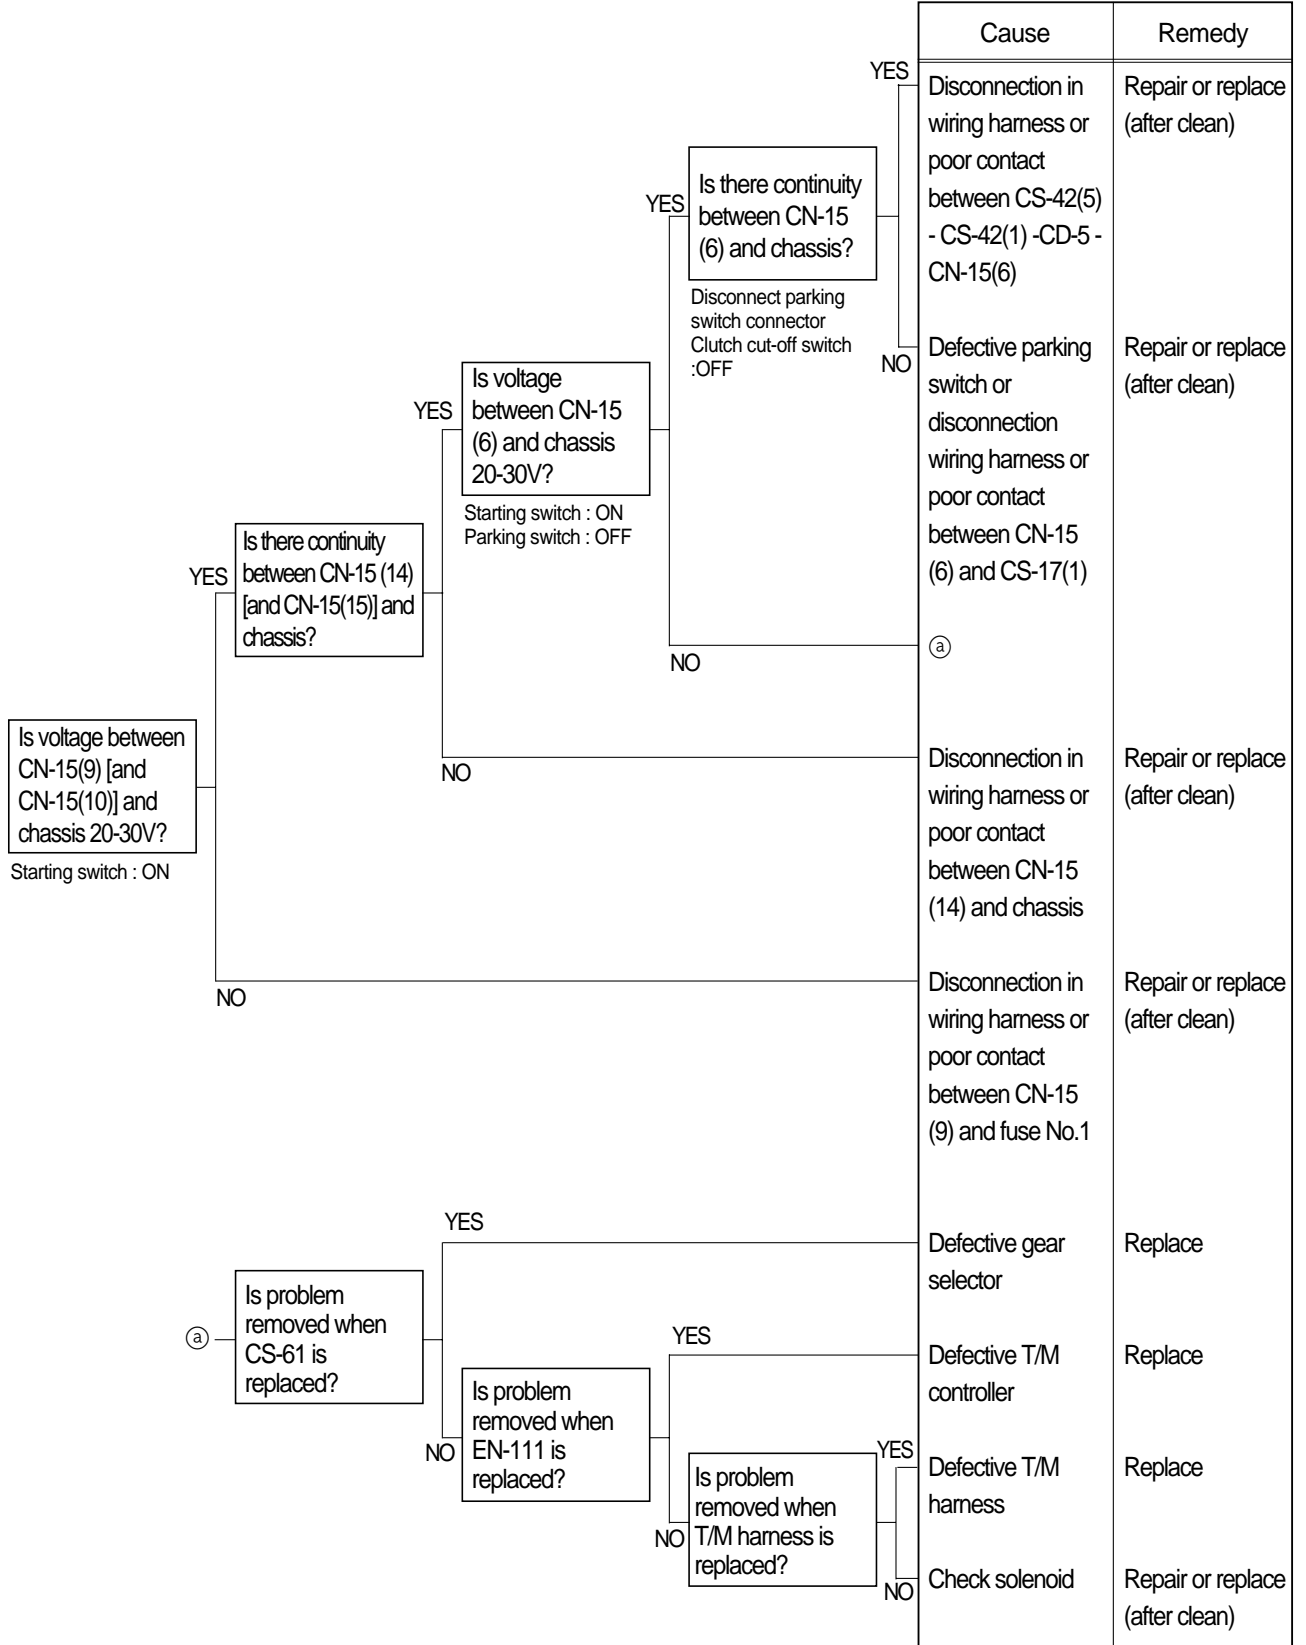 Cause
Remedy
YES
Disconnection in
wiring harness or
poor contact
between CS-42(5)
- CS-42(1) -CD-5 -
CN-15(6)
Repair or replace
(after clean)
YES
Is there continuity
between CN-15
(6) and chassis?
Disconnect parking
switch connector
Clutch cut-off switch
:OFF
NO
Defective parking
switch or
disconnection
wiring harness or
poor contact
between CN-15
(6) and CS-17(1)
Repair or replace
(after clean)
YES
Is voltage
between CN-15
(6) and chassis
20-30V?
Starting switch : ON
Parking switch : OFF
YES
Is there continuity
between CN-15 (14)
[and CN-15(15)] and
chassis?
NO
ⓐ
Is voltage between
CN-15(9) [and
CN-15(10)] and
chassis 20-30V?
Starting switch : ON
NO
Disconnection in
wiring harness or
poor contact
between CN-15
(14) and chassis
Repair or replace
(after clean)
NO
Disconnection in
wiring harness or
poor contact
between CN-15
(9) and fuse No.1
Repair or replace
(after clean)
YES
Defective gear
selector
Replace
ⓐ
Is problem
removed when
CS-61 is
replaced?
YES
Defective T/M
controller
Replace
NO
Is problem
removed when
EN-111 is
replaced?
YES
Defective T/M
harness
Replace
NO
Is problem
removed when
T/M harness is
replaced?
NO
Check solenoid
Repair or replace
(after clean)